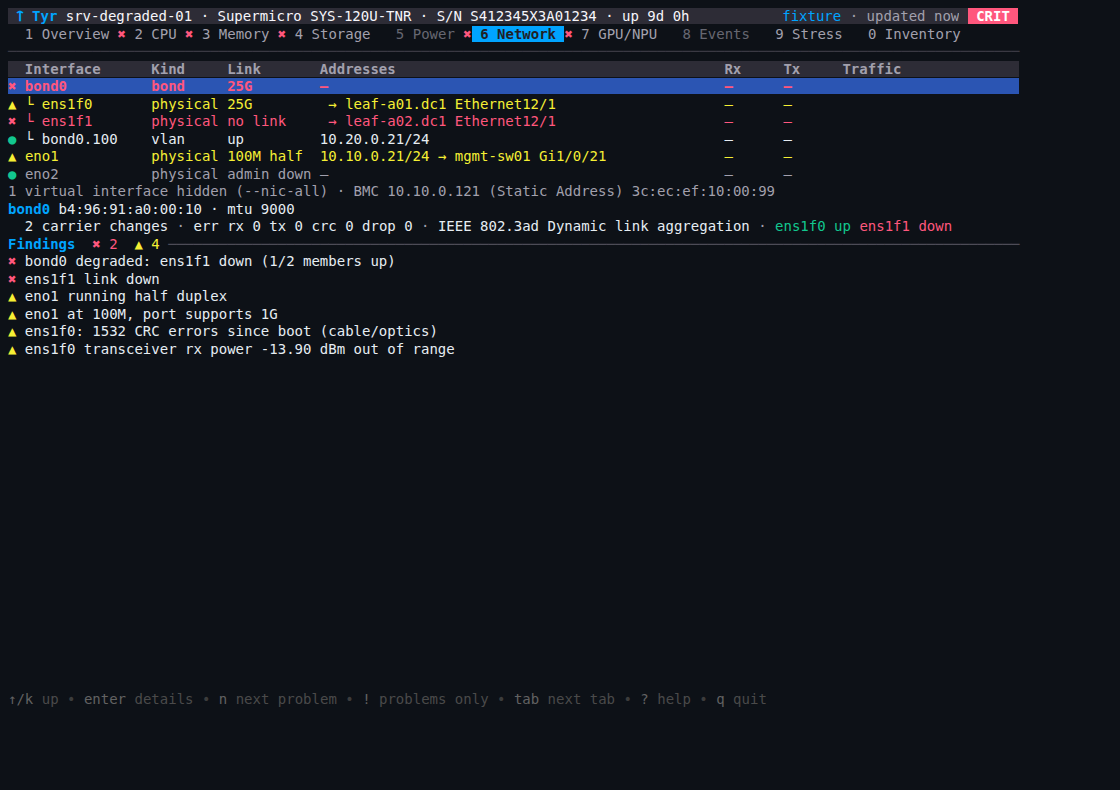 ↑ Tyr srv-degraded-01 · Supermicro SYS-120U-TNR · S/N S412345X3A01234 · up 9d 0h fixture · updated now CRIT
1 Overview ✖ 2 CPU ✖ 3 Memory ✖ 4 Storage 5 Power ✖ 6 Network ✖ 7 GPU/NPU 8 Events 9 Stress 0 Inventory
Interface Kind Link Addresses Rx Tx Traffic
✖ bond0 bond 25G — — —
▲ └ ens1f0 physical 25G → leaf-a01.dc1 Ethernet12/1 — —
✖ └ ens1f1 physical no link → leaf-a02.dc1 Ethernet12/1 — —
● └ bond0.100 vlan up 10.20.0.21/24 — —
▲ eno1 physical 100M half 10.10.0.21/24 → mgmt-sw01 Gi1/0/21 — —
● eno2 physical admin down — — —
1 virtual interface hidden (--nic-all) · BMC 10.10.0.121 (Static Address) 3c:ec:ef:10:00:99
bond0 b4:96:91:a0:00:10 · mtu 9000
2 carrier changes · err rx 0 tx 0 crc 0 drop 0 · IEEE 802.3ad Dynamic link aggregation · ens1f0 up ens1f1 down
Findings ✖ 2 ▲ 4
✖ bond0 degraded: ens1f1 down (1/2 members up)
✖ ens1f1 link down
▲ eno1 running half duplex
▲ eno1 at 100M, port supports 1G
▲ ens1f0: 1532 CRC errors since boot (cable/optics)
▲ ens1f0 transceiver rx power -13.90 dBm out of range
↑/k up • enter details • n next problem • ! problems only • tab next tab • ? help • q quit